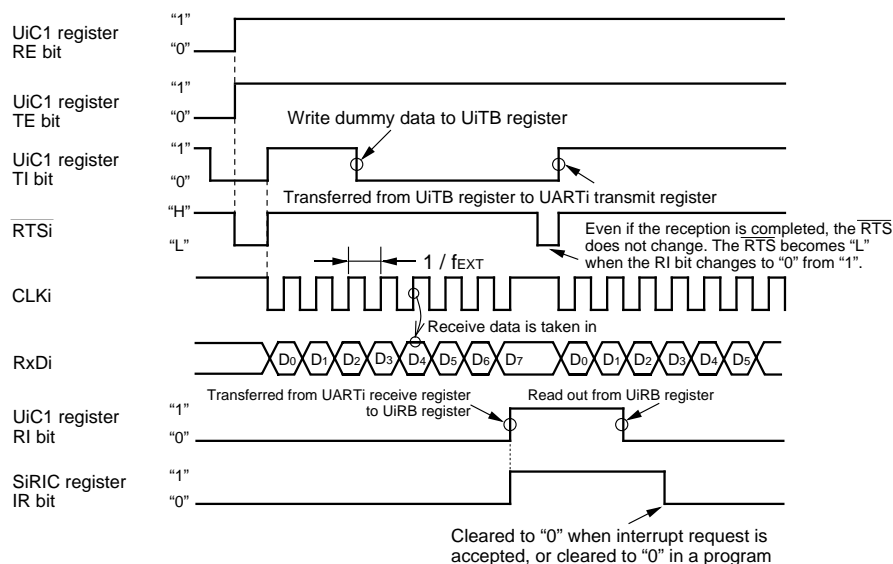 UiC1 register
RE bit
“1”
“0”
UiC1 register
TE bit
“1”
“0”
Write dummy data to UiTB register
UiC1 register
TI bit
“1”
“0”
Transferred from UiTB register to UARTi transmit register
RTSi
“H”
“L”
Even if the reception is completed, the RTS
does not change. The RTS becomes “L”
when the RI bit changes to “0” from “1”.
1 / fEXT
CLKi
Receive data is taken in
RxDi
D0 D1 D2 D3 D4 D5 D6 D7 D0 D1 D2 D3 D4 D5
Transferred from UARTi receive register
to UiRB register
Read out from UiRB register
UiC1 register
RI bit
“1”
“0”
SiRIC register
IR bit
“1”
“0”
Cleared to “0” when interrupt request is
accepted, or cleared to “0” in a program